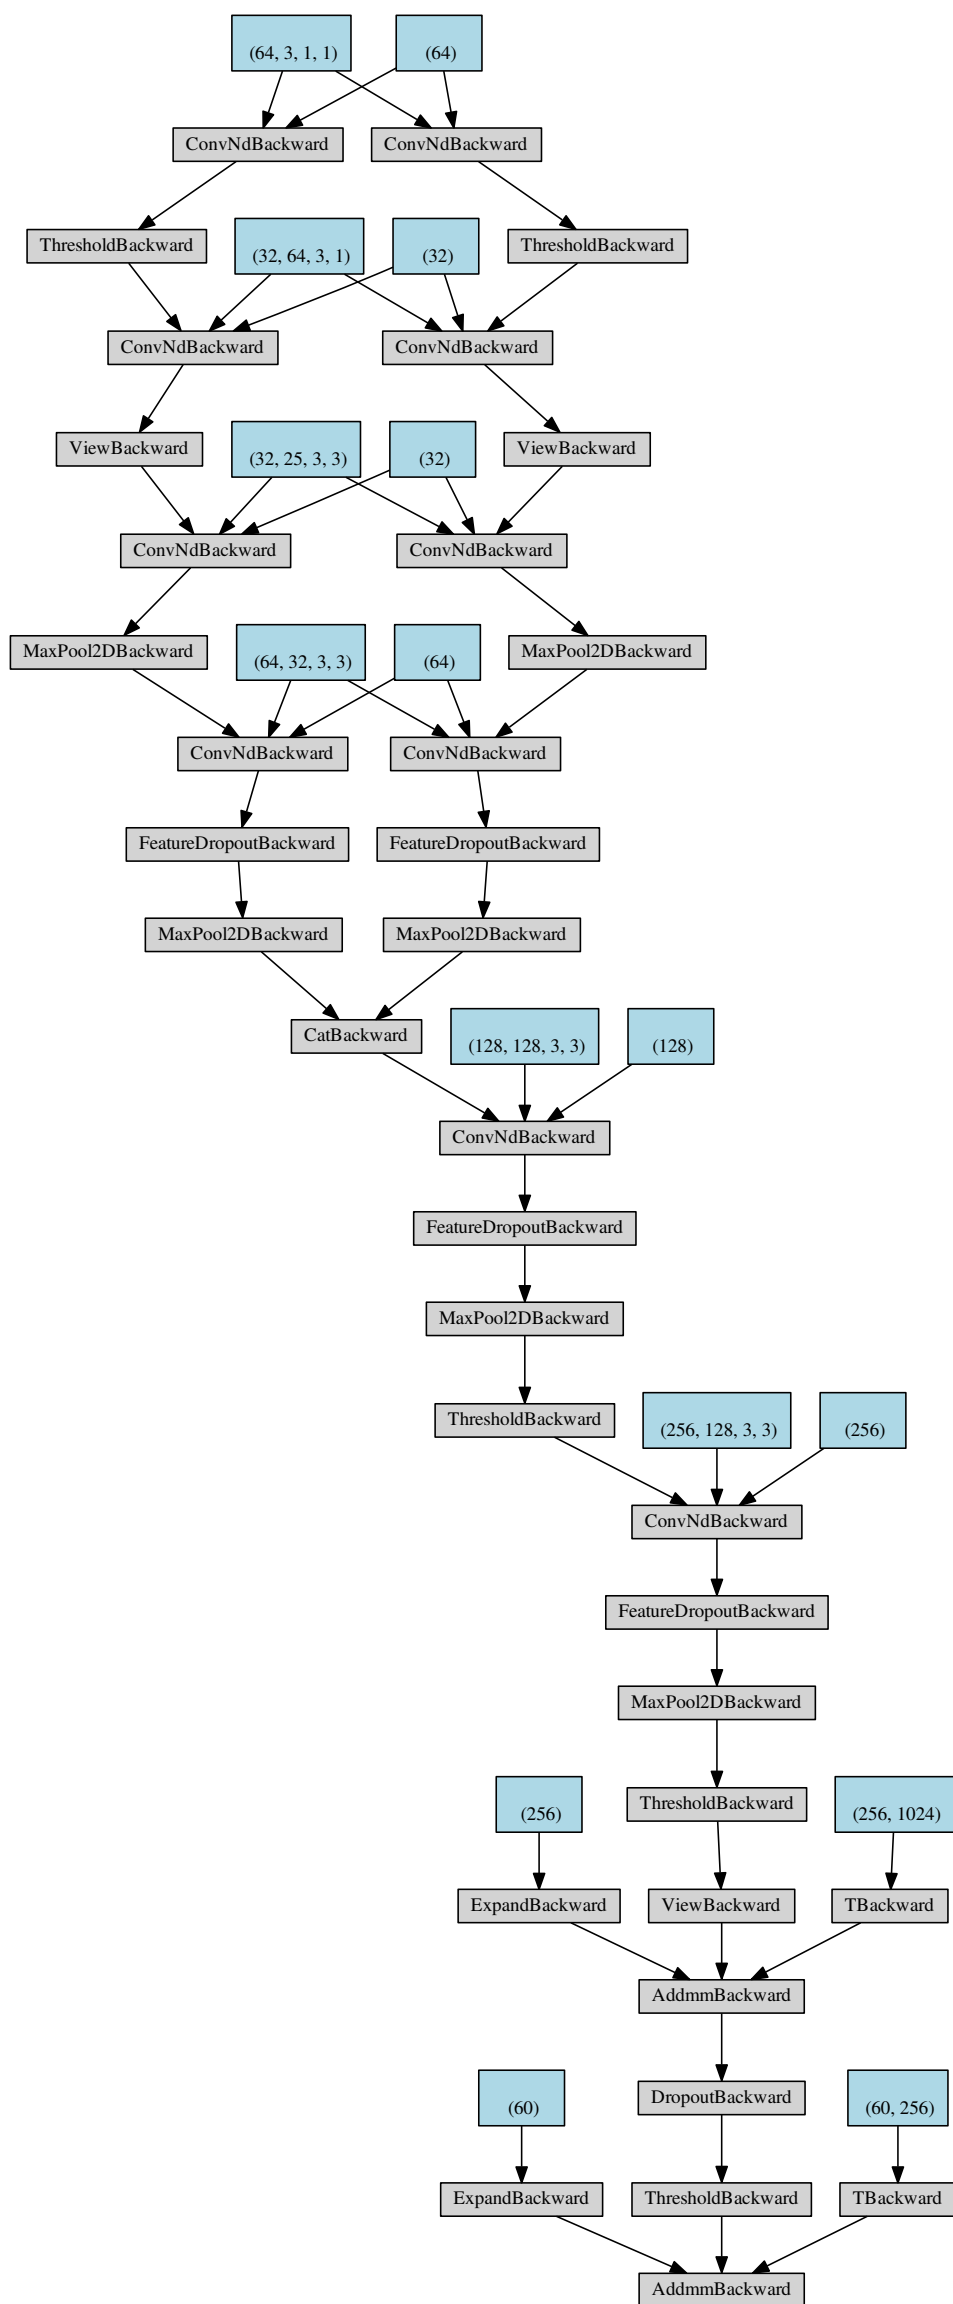 (64, 3, 1, 1)
(64)
ConvNdBackward
ConvNdBackward
ThresholdBackward
(32, 64, 3, 1)
(32)
ThresholdBackward
ConvNdBackward
ConvNdBackward
ViewBackward
(32, 25, 3, 3)
(32)
ViewBackward
ConvNdBackward
ConvNdBackward
MaxPool2DBackward
(64, 32, 3, 3)
(64)
MaxPool2DBackward
ConvNdBackward
ConvNdBackward
FeatureDropoutBackward
FeatureDropoutBackward
MaxPool2DBackward
MaxPool2DBackward
CatBackward
(128, 128, 3, 3)
(128)
ConvNdBackward
FeatureDropoutBackward
MaxPool2DBackward
ThresholdBackward
(256, 128, 3, 3)
(256)
ConvNdBackward
FeatureDropoutBackward
MaxPool2DBackward
(256)
ThresholdBackward
(256, 1024)
ExpandBackward
ViewBackward
TBackward
AddmmBackward
(60)
DropoutBackward
(60, 256)
ExpandBackward
ThresholdBackward
TBackward
AddmmBackward